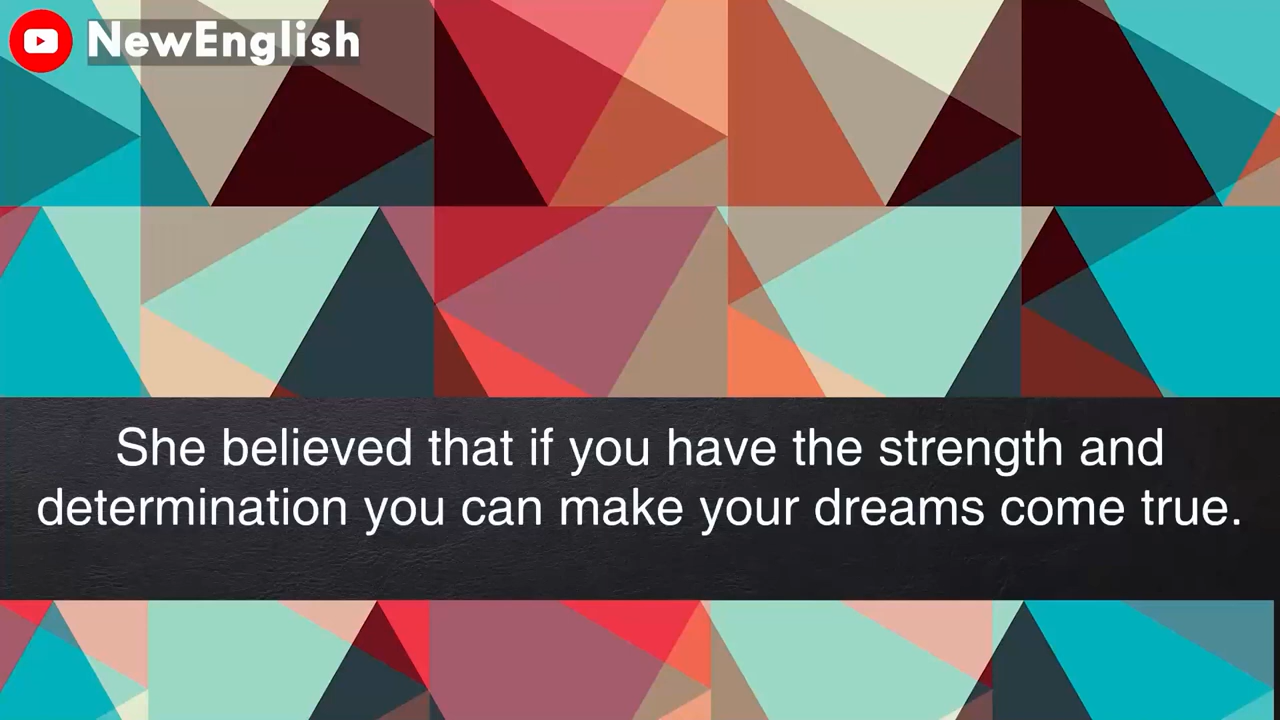 NewEnglish
She believed that if you have the strength and
determination you can make your dreams come true.